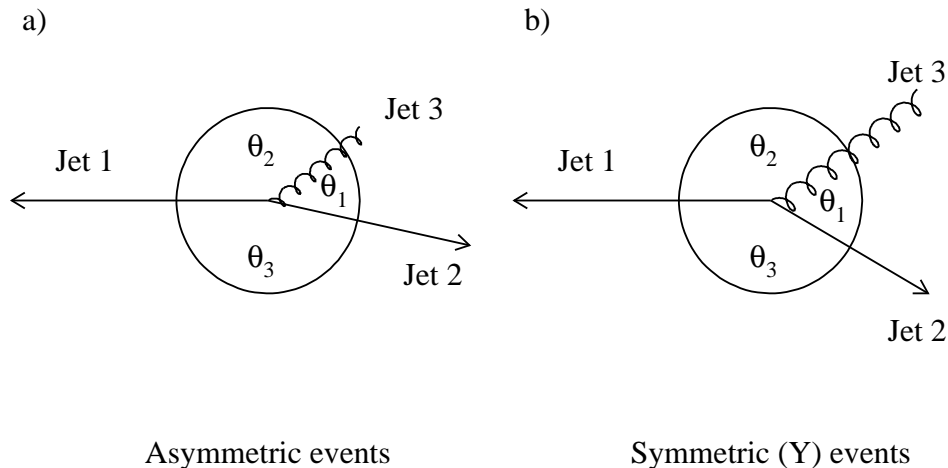 a)
Jet 3
θ2
Jet 1
θ1
θ3
Jet 2
Asymmetric events
b)
Jet 3
θ2
Jet 1
θ1
θ3
Jet 2
Symmetric (Y) events